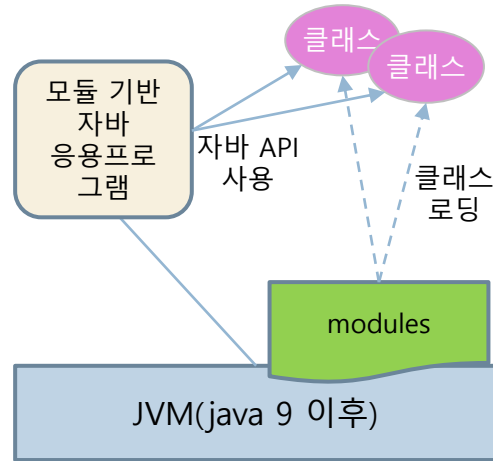 클래스
클래스
모듈 기반
자바
응용프로
그램
자바 API
사용
클래스
로딩
modules
JVM(java 9 이후)